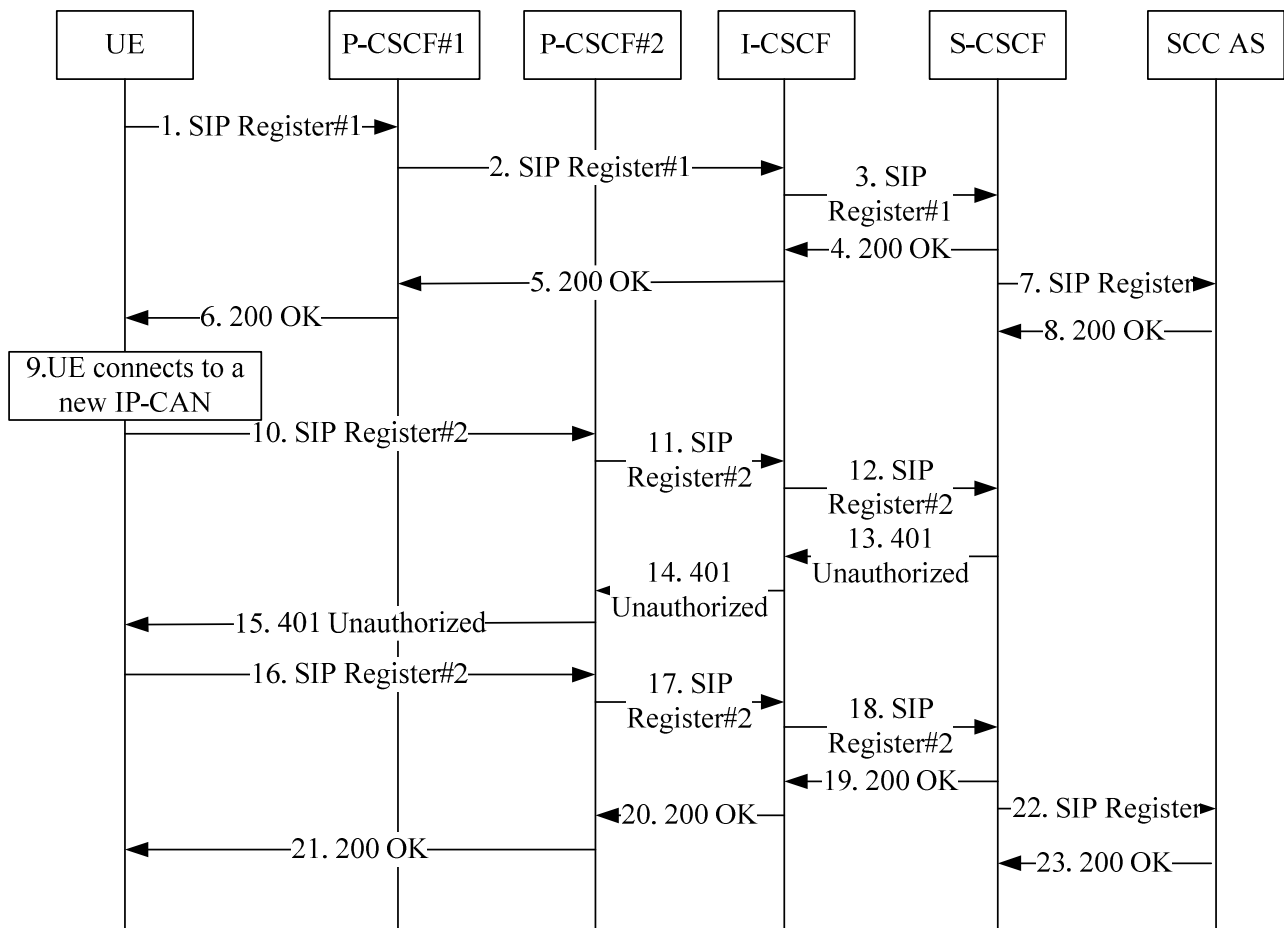 UE
P-CSCF#1
P-CSCF#2
I-CSCF
S-CSCF
SCC AS
1. SIP Register#1
2. SIP Register#1
3. SIP
Register#1
4. 200 OK
5. 200 OK
7. SIP Register
6. 200 OK
8. 200 OK
9.UE connects to a
new IP-CAN
10. SIP Register#2
11. SIP
Register#2
12. SIP
Register#2
13. 401
Unauthorized
14. 401
Unauthorized
15. 401 Unauthorized
16. SIP Register#2
17. SIP
Register#2
18. SIP
Register#2
19. 200 OK
20. 200 OK
22. SIP Register
21. 200 OK
23. 200 OK